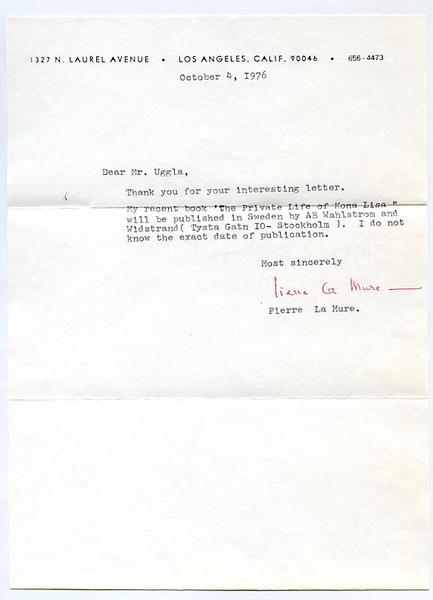 1327 N. LAUREL AVENUE • LOS ANGELES, CALIF. 90046 • 656-4473
October 4, 1976
Dear Mr. Uggla,
Thank you for your interesting letter.
My recent book "The Private Life of Mona Lisa "
will be published in Sweden by AB Wahlstrom and
Widstrand( Tysta Gatn IO- Stockholm ). I do not
know the exact date of publication.
Most sincerely
Pierre La Mure
Pierre La Mure.